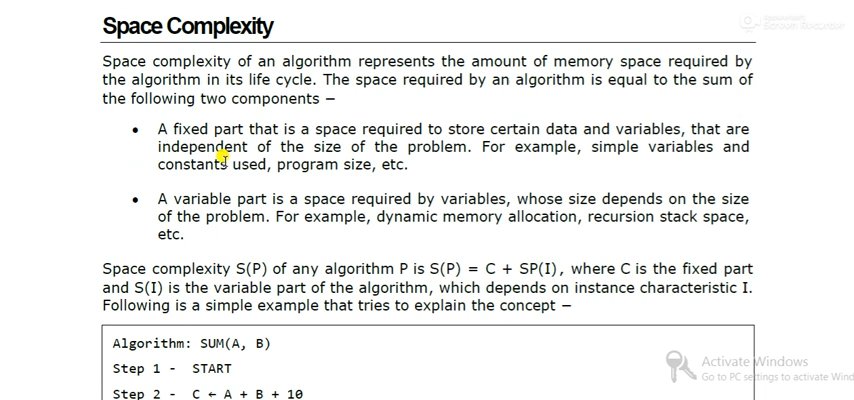 Space Complexity
Screen Recorder
Space complexity of an algorithm represents the amount of memory space required by
the algorithm in its life cycle. The space required by an algorithm is equal to the sum of
the following two components −
• A fixed part that is a space required to store certain data and variables, that are
independent of the size of the problem. For example, simple variables and
constants used, program size, etc.
• A variable part is a space required by variables, whose size depends on the size
of the problem. For example, dynamic memory allocation, recursion stack space,
etc.
Space complexity S(P) of any algorithm P is S(P) = C + SP(I), where C is the fixed part
and S(I) is the variable part of the algorithm, which depends on instance characteristic I.
Following is a simple example that tries to explain the concept −
Algorithm: SUM(A, B)
Step 1 - START
Step 2 - C ← A + B + 10
Activate Windows
Go to PC settings to activate Wind